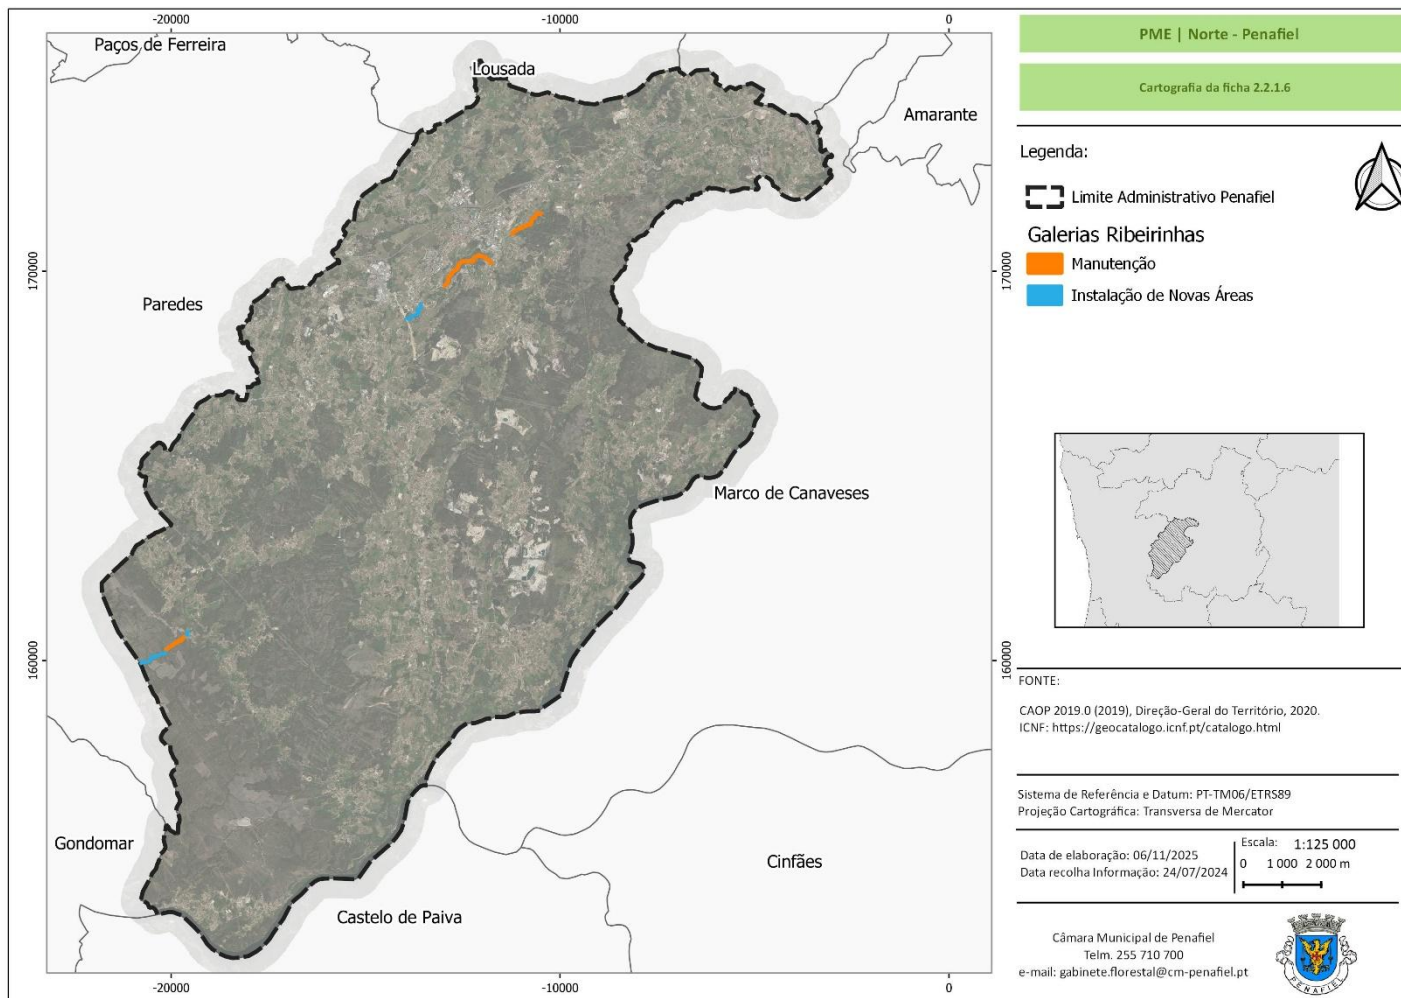 -20000
-10000
0
Paços de Ferreira
Lousada
Amarante
170000
170000
Paredes
Marco de Canaveses
160000
160000
Gondomar
Cinfães
Castelo de Paiva
-20000
-10000
0
PME | Norte - Penafiel
Cartografia da ficha 2.2.1.6
Legenda:
Limite Administrativo Penafiel
Galerias Ribeirinhas
Manutenção
Instalação de Novas Áreas
FONTE:
CAOP 2019.0 (2019), Direção-Geral do Território, 2020.
ICNF: https://geocatalogo.icnf.pt/catalogo.html
Sistema de Referência e Datum: PT-TM06/ETRS89
Projeção Cartográfica: Transversa de Mercator
Data de elaboração: 06/11/2025
Data recolha Informação: 24/07/2024
Escala: 1:125 000
0 1 000 2 000 m
Câmara Municipal de Penafiel
Telm. 255 710 700
e-mail: gabinete.florestal@cm-penafiel.pt
PENAFIEL